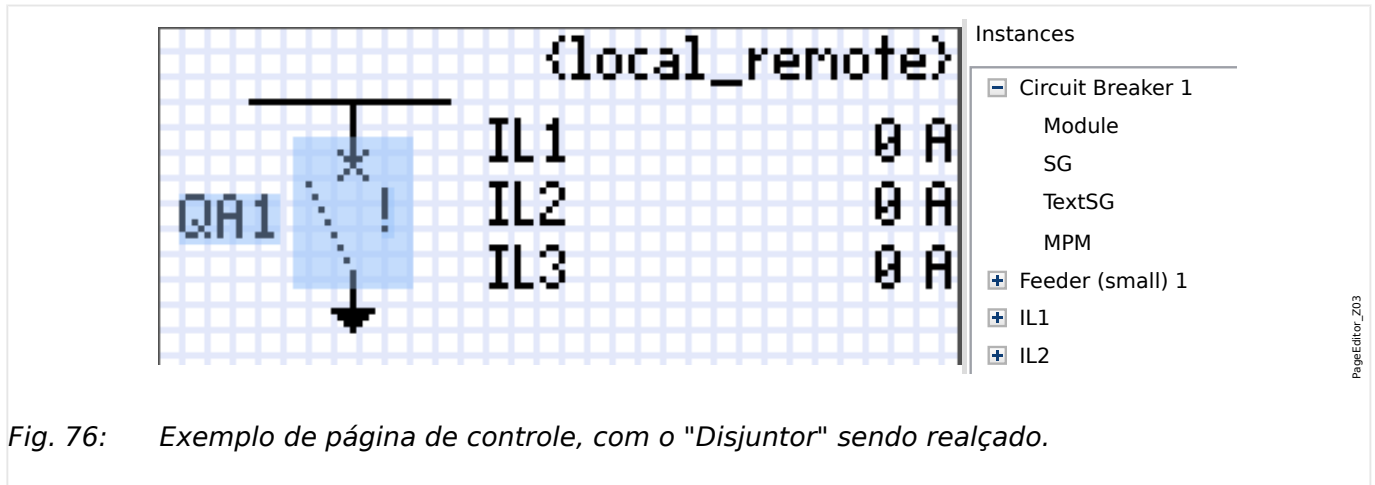 {local_remote}
IL1 0 A
QA1 !
IL2 0 A
IL3 0 A
Instances
Circuit Breaker 1
Module
SG
TextSG
MPM
Feeder (small) 1
IL1
IL2
PageEditor_Z03
Fig. 76: Exemplo de página de controle, com o "Disjuntor" sendo realçado.